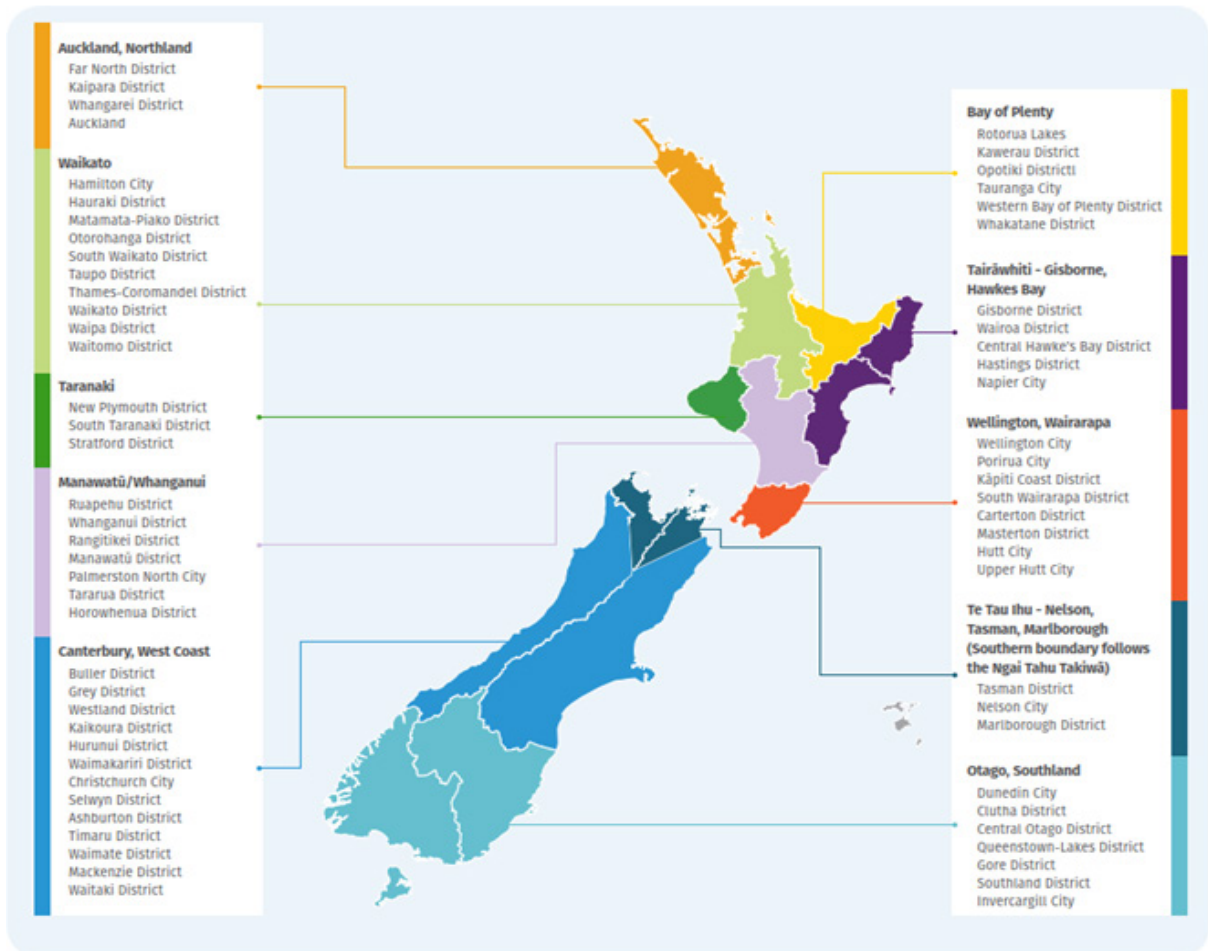 Auckland, Northland
Far North District
Kaipara District
Whangarei District
Auckland
Waikato
Hamilton City
Hauraki District
Matamata-Piako District
Otorohanga District
South Waikato District
Taupo District
Thames-Coromandel District
Waikato District
Waipa District
Waitomo District
Taranaki
New Plymouth District
South Taranaki District
Stratford District
Manawatū/Whanganui
Ruapehu District
Whanganui District
Rangitikei District
Manawatū District
Palmerston North City
Tararua District
Horowhenua District
Canterbury, West Coast
Buller District
Grey District
Westland District
Kaikoura District
Hurunui District
Waimakariri District
Christchurch City
Selwyn District
Ashburton District
Timaru District
Waimate District
Mackenzie District
Waitaki District
Bay of Plenty
Rotorua Lakes
Kawerau District
Opotiki Districtl
Tauranga City
Western Bay of Plenty District
Whakatane District
Tairāwhiti - Gisborne,
Hawkes Bay
Gisborne District
Wairoa District
Central Hawke's Bay District
Hastings District
Napier City
Wellington, Wairarapa
Wellington City
Porirua City
Kāpiti Coast District
South Wairarapa District
Carterton District
Masterton District
Hutt City
Upper Hutt City
Te Tau Ihu - Nelson,
Tasman, Marlborough
(Southern boundary follows
the Ngai Tahu Takiwā)
Tasman District
Nelson City
Marlborough District
Otago, Southland
Dunedin City
Clutha District
Central Otago District
Queenstown-Lakes District
Gore District
Southland District
Invercargill City